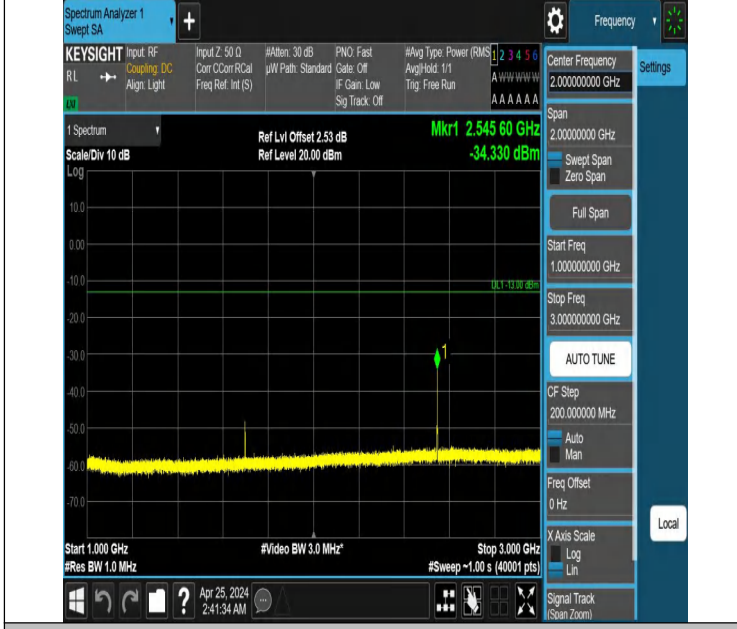 Spectrum Analyzer 1
Swept SA
+
Frequency
KEYSIGHT
RL
LXI
Input: RF
Coupling: DC
Align: Light
Input Z: 50 Ω
Corr CCorr RCal
Freq Ref: Int (S)
#Atten: 30 dB
µW Path: Standard
PNO: Fast
Gate: Off
IF Gain: Low
Sig Track: Off
#Avg Type: Power (RMS
Avg|Hold: 1/1
Trig: Free Run
1 2 3 4 5 6
A W W W W W
A A A A A A
1 Spectrum
Scale/Div 10 dB
Log
Ref Lvl Offset 2.53 dB
Ref Level 20.00 dBm
Mkr1 2.545 60 GHz
-34.330 dBm
10.0
0.00
-10.0
DL1 -13.00 dBm
-20.0
-30.0
1
-40.0
-50.0
-60.0
-70.0
Start 1.000 GHz
#Res BW 1.0 MHz
#Video BW 3.0 MHz*
Stop 3.000 GHz
#Sweep ~1.00 s (40001 pts)
?
Apr 25, 2024
2:41:34 AM
Center Frequency
2.000000000 GHz
Settings
Span
2.00000000 GHz
Swept Span
Zero Span
Full Span
Start Freq
1.000000000 GHz
Stop Freq
3.000000000 GHz
AUTO TUNE
CF Step
200.000000 MHz
Auto
Man
Freq Offset
0 Hz
Local
X Axis Scale
Log
Lin
Signal Track
(Span Zoom)